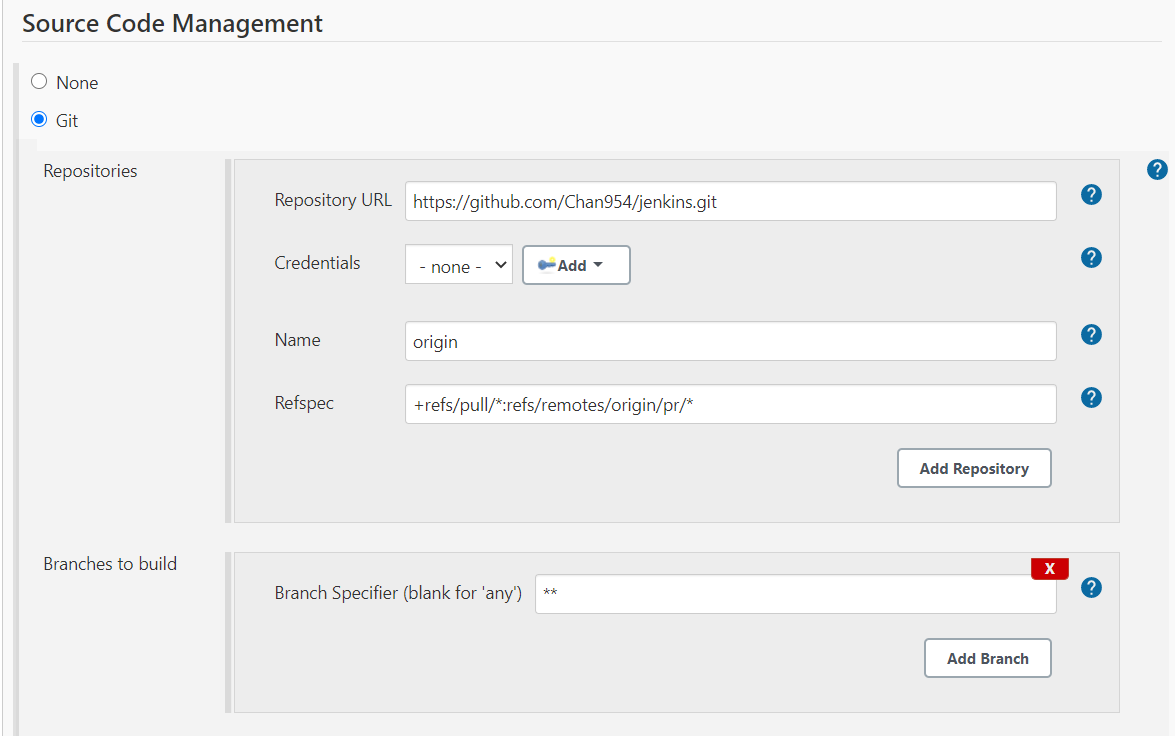 Source Code Management
None
Git
Repositories
?
Repository URL https://github.com/Chan954/jenkins.git ?
Credentials - none - Add ?
Name origin ?
Refspec +refs/pull/*:refs/remotes/origin/pr/* ?
Add Repository
Branches to build
X
Branch Specifier (blank for 'any') ** ?
Add Branch